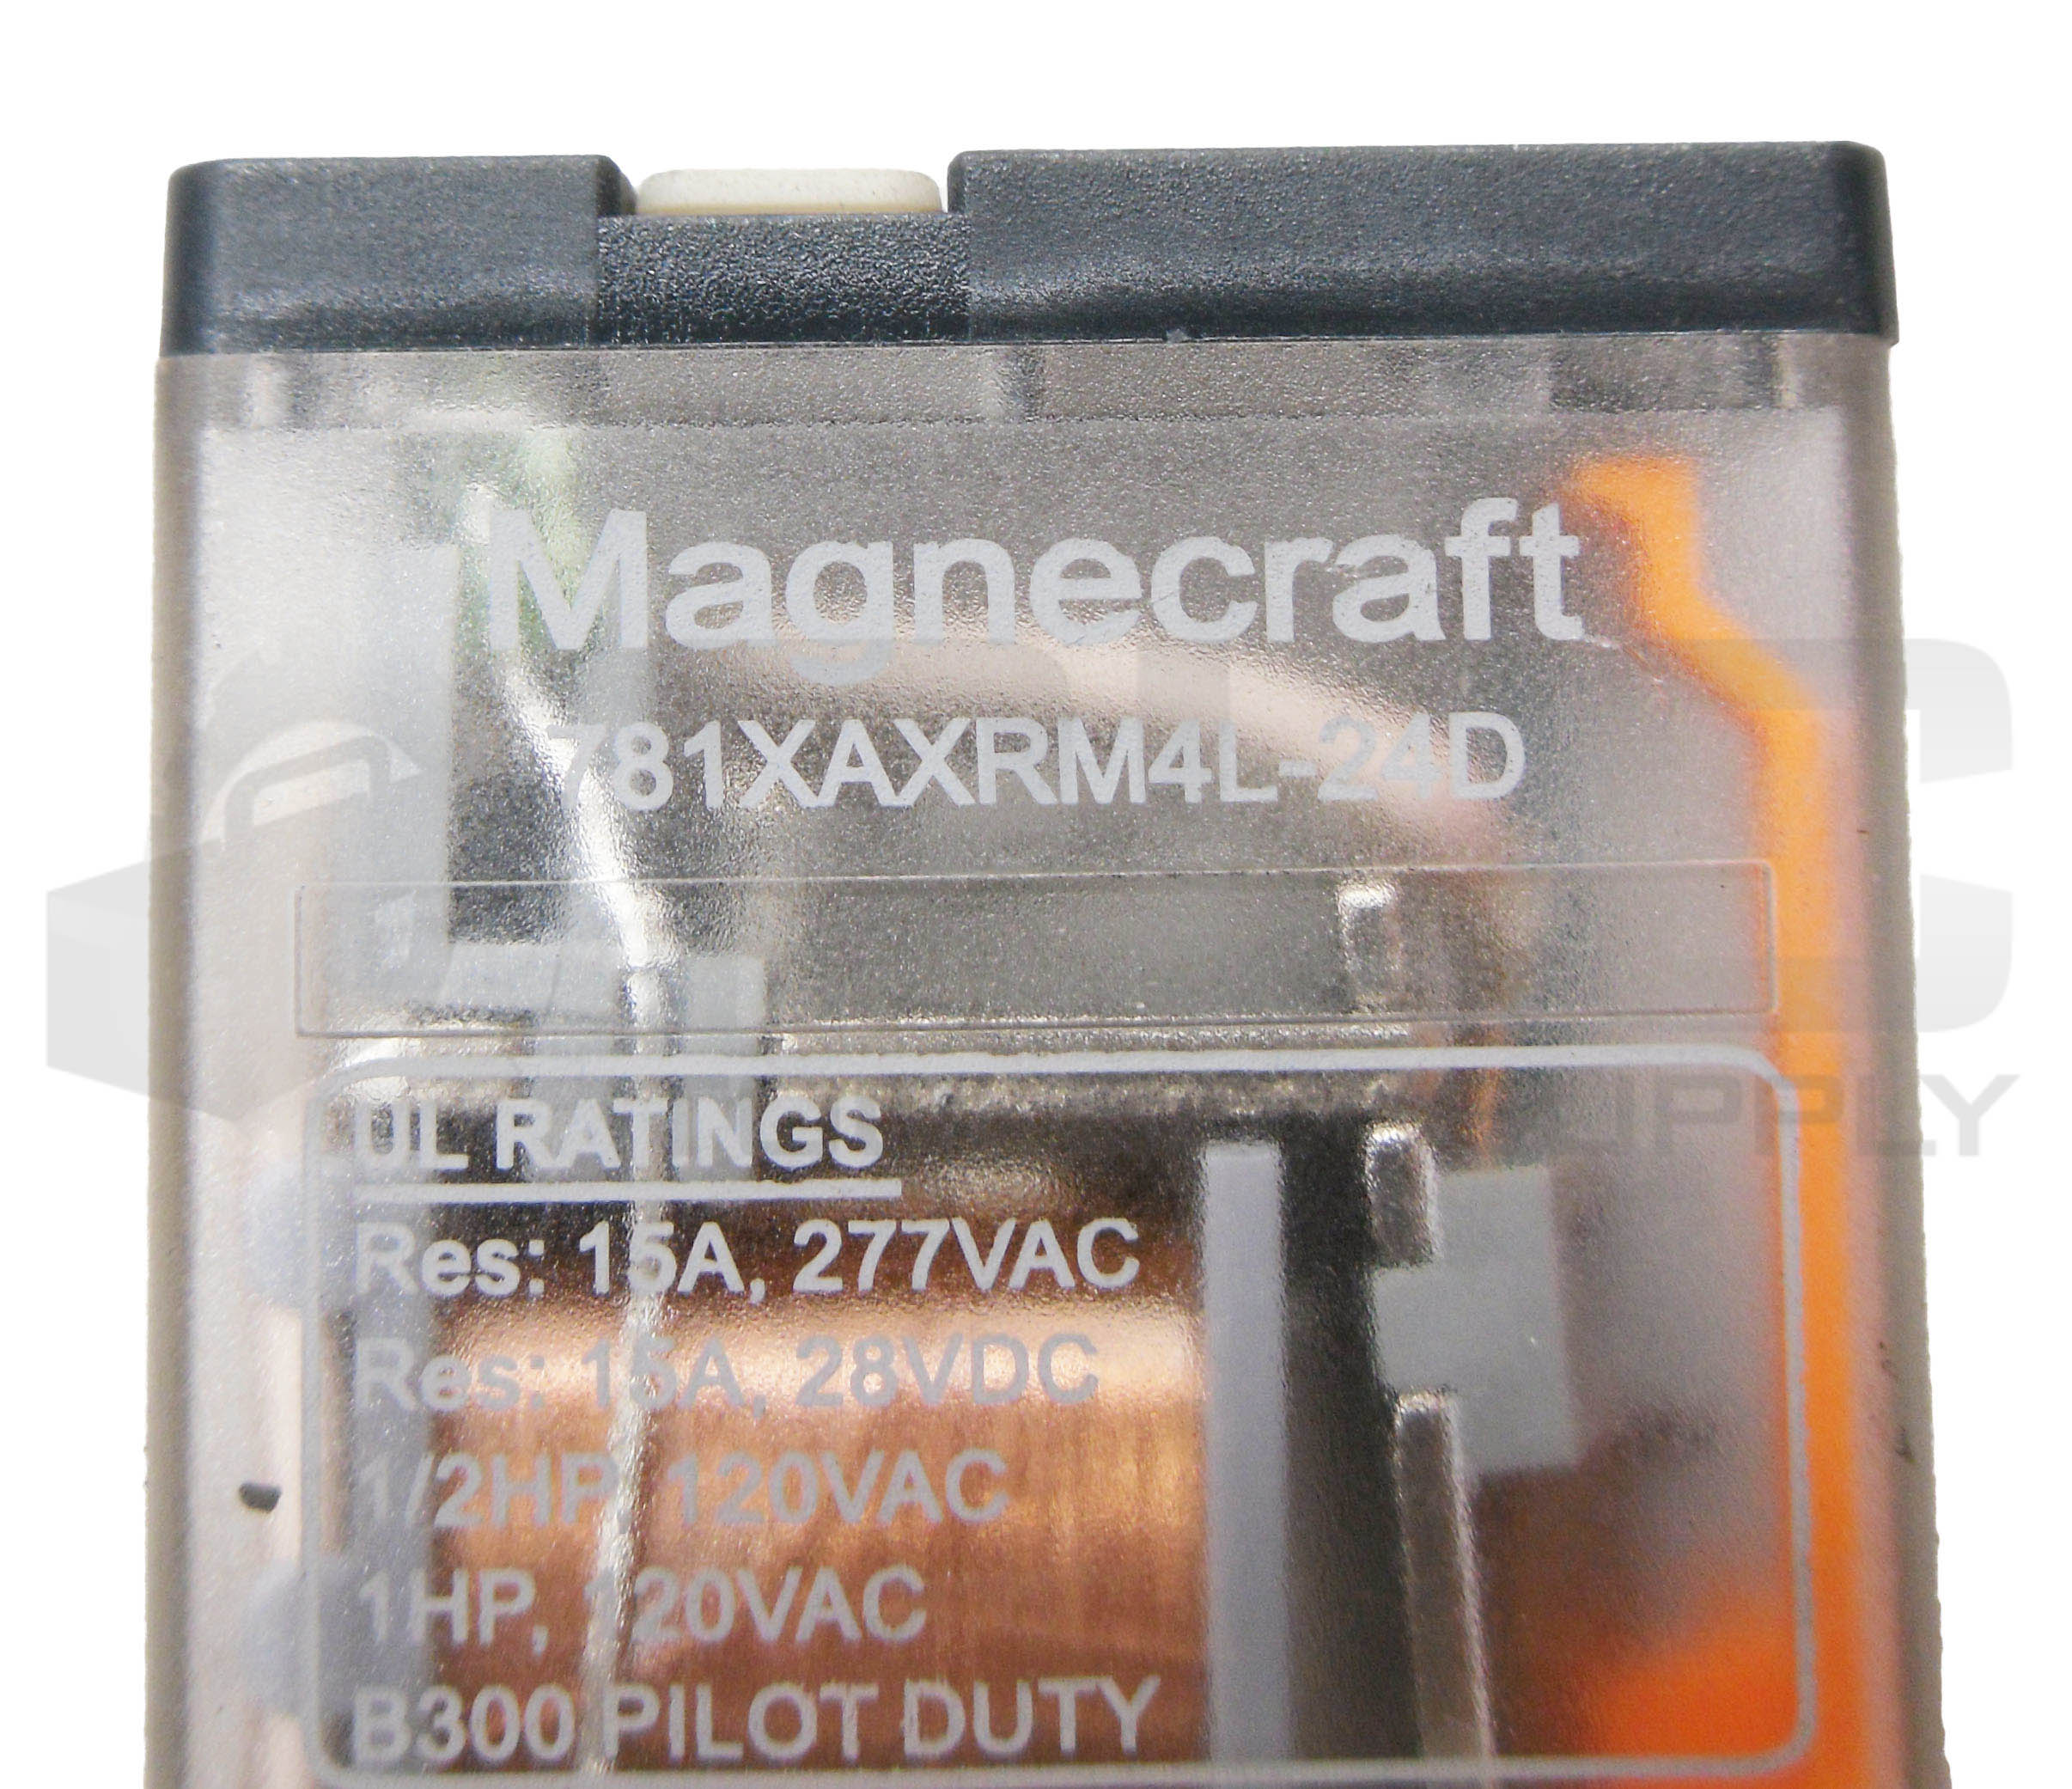 Magnecraft
781XAXRM4L-24D
UL RATINGS
Res: 15A, 277VAC
Res: 15A, 28VDC
1/2HP, 120VAC
1HP, 120VAC
B300 PILOT DUTY